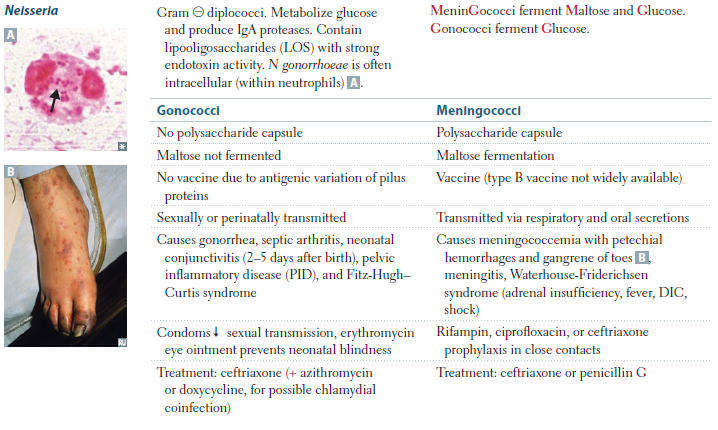 Neisseria
Gram ⊖ diplococci. Metabolize glucose
and produce IgA proteases. Contain
lipooligosaccharides (LOS) with strong
endotoxin activity. N gonorrhoeae is often
intracellular (within neutrophils) A.
MeninGococci ferment Maltose and Glucose.
Gonococci ferment Glucose.
A
Gonococci Meningococci
No polysaccharide capsule Polysaccharide capsule
Maltose not fermented Maltose fermentation
B
No vaccine due to antigenic variation of pilus
proteins
Vaccine (type B vaccine not widely available)
Sexually or perinatally transmitted Transmitted via respiratory and oral secretions
Causes gonorrhea, septic arthritis, neonatal
conjunctivitis (2–5 days after birth), pelvic
inflammatory disease (PID), and Fitz-Hugh–
Curtis syndrome
Causes meningococcemia with petechial
hemorrhages and gangrene of toes B,
meningitis, Waterhouse-Friderichsen
syndrome (adrenal insufficiency, fever, DIC,
shock)
Condoms ↓ sexual transmission, erythromycin
eye ointment prevents neonatal blindness
Rifampin, ciprofloxacin, or ceftriaxone
prophylaxis in close contacts
RU
Treatment: ceftriaxone (+ azithromycin
or doxycycline, for possible chlamydial
coinfection)
Treatment: ceftriaxone or penicillin G